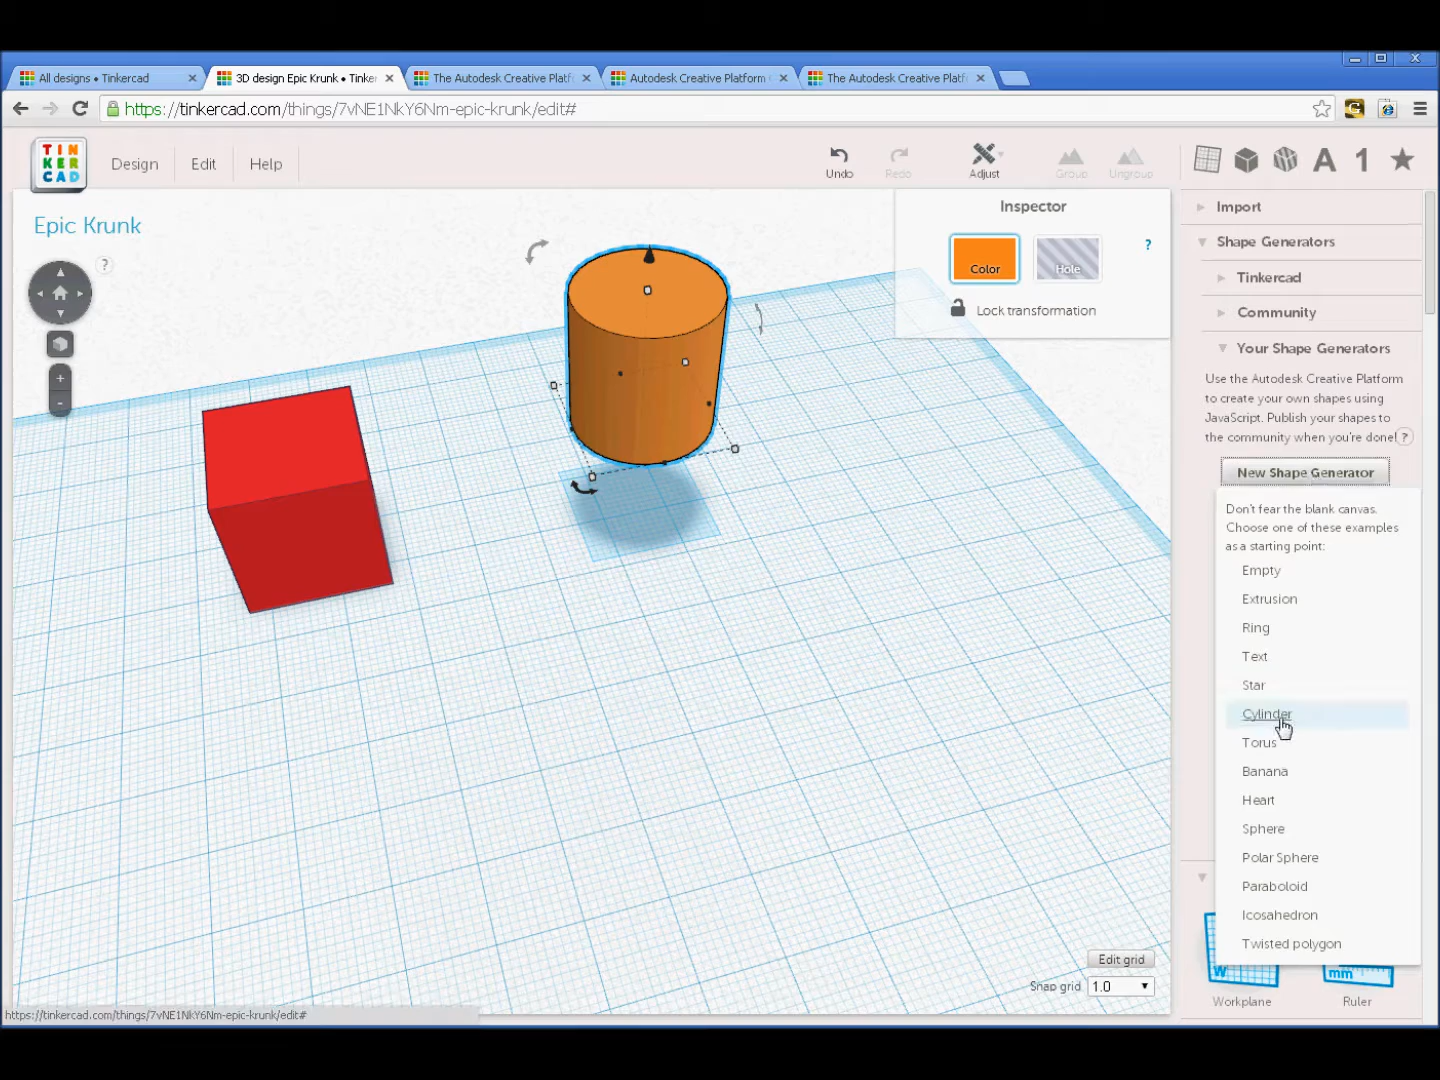 All designs • Tinkercad
3D design Epic Krunk • Tinke
The Autodesk Creative Platf
Autodesk Creative Platform
The Autodesk Creative Platf
https://tinkercad.com/things/7vNE1NkY6Nm-epic-krunk/edit#
TIN
KER
CAD
Design
Edit
Help
Undo
Redo
Adjust
Group
Ungroup
A
1
Epic Krunk
?
+
-
Inspector
Color
Hole
?
Lock transformation
Import
Shape Generators
Tinkercad
Community
Your Shape Generators
Use the Autodesk Creative Platform
to create your own shapes using
JavaScript. Publish your shapes to
the community when you're done!
?
New Shape Generator
Don't fear the blank canvas.
Choose one of these examples
as a starting point:
Empty
Extrusion
Ring
Text
Star
Cylinder
Torus
Banana
Heart
Sphere
Polar Sphere
Paraboloid
Icosahedron
Twisted polygon
W
mm
Workplane
Ruler
Edit grid
Snap grid
1.0
https://tinkercad.com/things/7vNE1NkY6Nm-epic-krunk/edit#